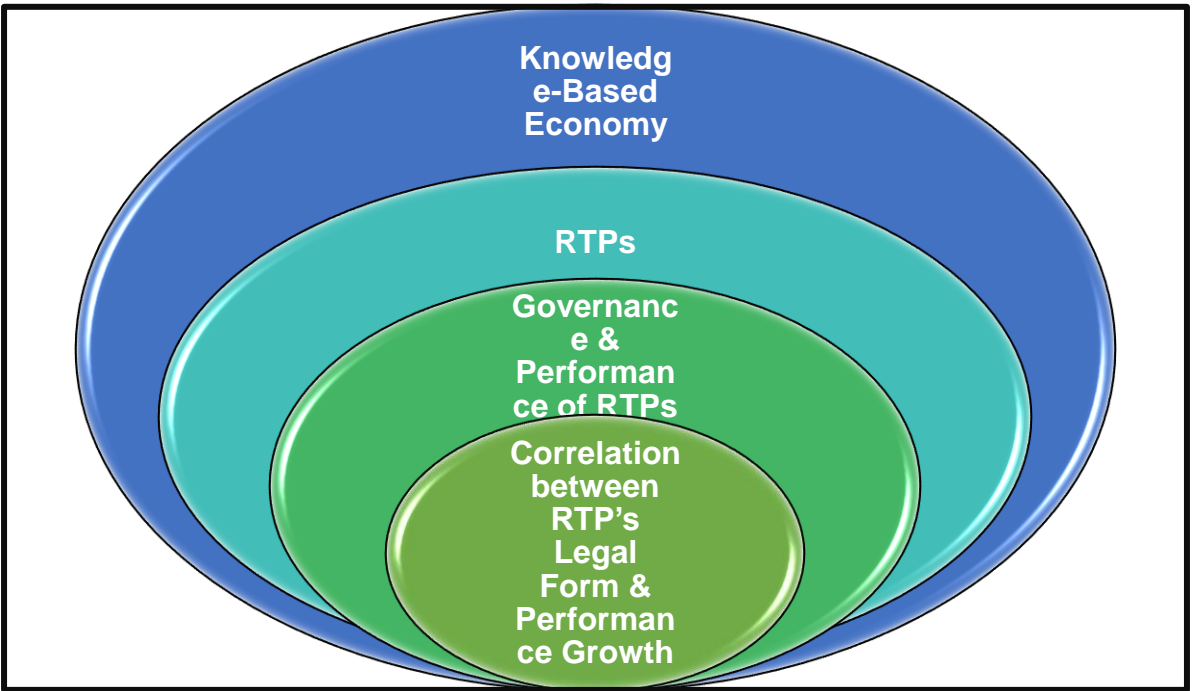 Knowledg
e-Based
Economy
RTPs
Governanc
e &
Performan
ce of RTPs
Correlation
between
RTP’s
Legal
Form &
Performan
ce Growth